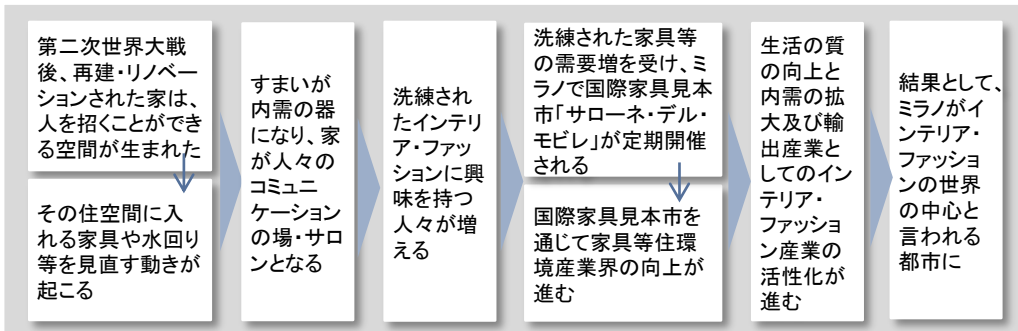 第二次世界大戦
後、再建・リノベー
ションされた家は、
人を招くことができ
る空間が生まれた
その住空間に入
れる家具や水回り
等を見直す動きが
起こる
すまいが
内需の器
になり、家
が人々の
コミュニ
ケーション
の場・サロ
ンとなる
洗練され
たインテリ
ア・ファッ
ションに興
味を持つ
人々が増
える
洗練された家具等
の需要増を受け、ミ
ラノで国際家具見本
市「サローネ・デル・
モビレ」が定期開催
される
国際家具見本市を
通じて家具等住環
境産業界の向上が
進む
生活の質
の向上と
内需の拡
大及び輸
出産業と
してのイン
テリア・
ファッショ
ン産業の
活性化が
進む
結果として、
ミラノがイ
ンテリア・
ファッショ
ンの世界
の中心と
言われる
都市に